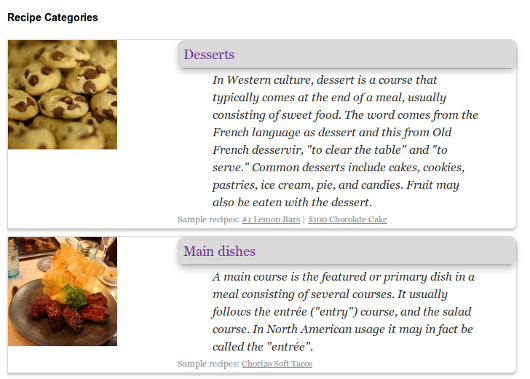 Recipe Categories
Desserts
In Western culture, dessert is a course that
typically comes at the end of a meal, usually
consisting of sweet food. The word comes from the
French language as dessert and this from Old
French desservir, "to clear the table" and "to
serve." Common desserts include cakes, cookies,
pastries, ice cream, pie, and candies. Fruit may
also be eaten with the dessert.
Sample recipes: #1 Lemon Bars | $100 Chocolate Cake
Main dishes
A main course is the featured or primary dish in a
meal consisting of several courses. It usually
follows the entrée ("entry") course, and the salad
course. In North American usage it may in fact be
called the "entrée".
Sample recipes: Chorizo Soft Tacos